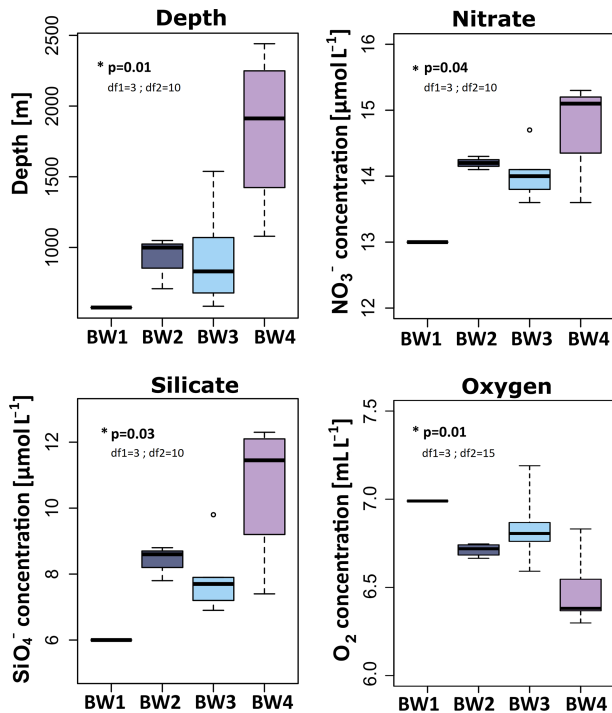 Depth
* p=0.01
df1=3 ; df2=10
Depth [m]
2500
2000
1500
1000
BW1 BW2 BW3 BW4
Nitrate
* p=0.04
df1=3 ; df2=10
NO₃⁻ concentration [µmol L⁻¹]
16
15
14
13
12
BW1 BW2 BW3 BW4
Silicate
* p=0.03
df1=3 ; df2=10
SiO₄⁻ concentration [µmol L⁻¹]
12
10
8
6
BW1 BW2 BW3 BW4
Oxygen
* p=0.01
df1=3 ; df2=15
O₂ concentration [mL L⁻¹]
7.5
7.0
6.5
6.0
BW1 BW2 BW3 BW4